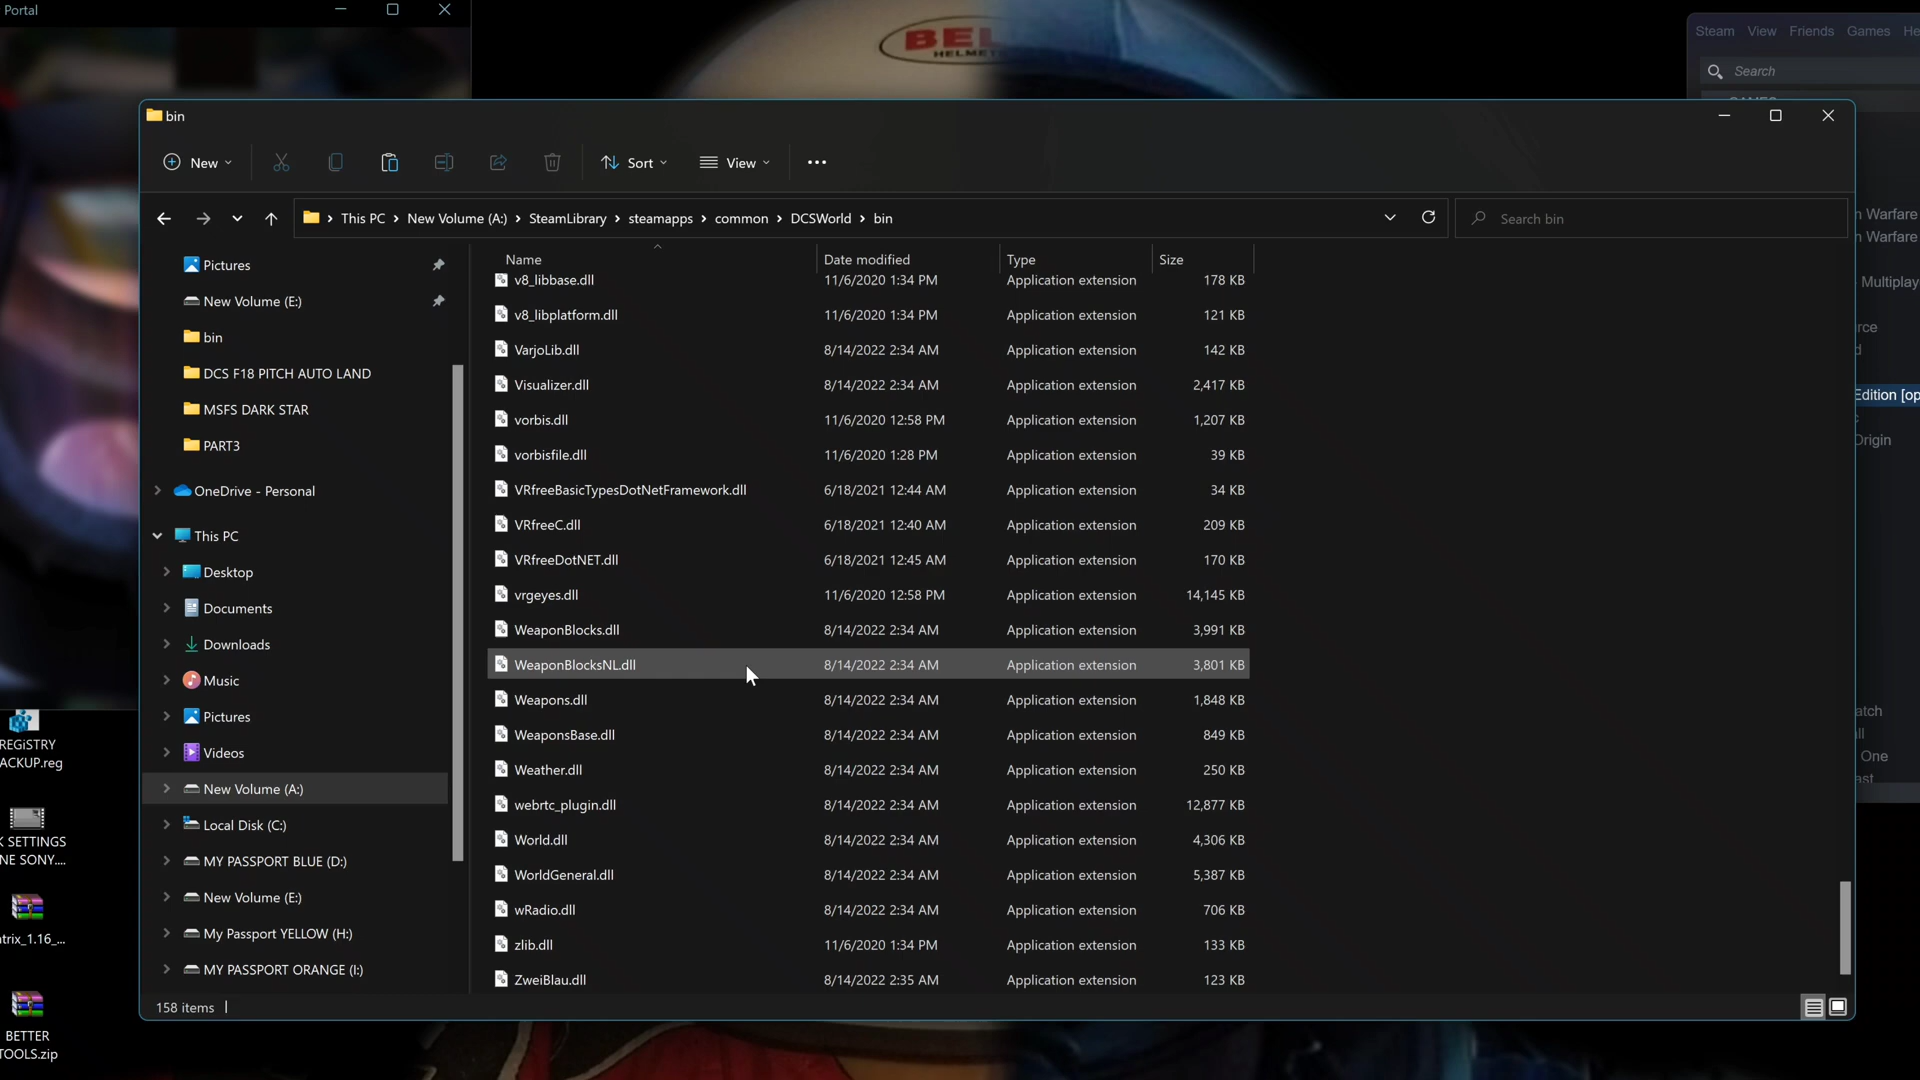 Portal
BELL
HELMETS
Steam View Friends Games He
Search
bin
New
Sort
View
This PC > New Volume (A:) > SteamLibrary > steamapps > common > DCSWorld > bin
Search bin
Name Date modified Type Size
Pictures
New Volume (E:)
bin
DCS F18 PITCH AUTO LAND
MSFS DARK STAR
PART3
OneDrive - Personal
This PC
Desktop
Documents
Downloads
Music
Pictures
Videos
New Volume (A:)
Local Disk (C:)
MY PASSPORT BLUE (D:)
New Volume (E:)
My Passport YELLOW (H:)
MY PASSPORT ORANGE (I:)
v8_libbase.dll 11/6/2020 1:34 PM Application extension 178 KB
v8_libplatform.dll 11/6/2020 1:34 PM Application extension 121 KB
VarjoLib.dll 8/14/2022 2:34 AM Application extension 142 KB
Visualizer.dll 8/14/2022 2:34 AM Application extension 2,417 KB
vorbis.dll 11/6/2020 12:58 PM Application extension 1,207 KB
vorbisfile.dll 11/6/2020 1:28 PM Application extension 39 KB
VRfreeBasicTypesDotNetFramework.dll 6/18/2021 12:44 AM Application extension 34 KB
VRfreeC.dll 6/18/2021 12:40 AM Application extension 209 KB
VRfreeDotNET.dll 6/18/2021 12:45 AM Application extension 170 KB
vrgeyes.dll 11/6/2020 12:58 PM Application extension 14,145 KB
WeaponBlocks.dll 8/14/2022 2:34 AM Application extension 3,991 KB
WeaponBlocksNL.dll 8/14/2022 2:34 AM Application extension 3,801 KB
Weapons.dll 8/14/2022 2:34 AM Application extension 1,848 KB
WeaponsBase.dll 8/14/2022 2:34 AM Application extension 849 KB
Weather.dll 8/14/2022 2:34 AM Application extension 250 KB
webrtc_plugin.dll 8/14/2022 2:34 AM Application extension 12,877 KB
World.dll 8/14/2022 2:34 AM Application extension 4,306 KB
WorldGeneral.dll 8/14/2022 2:34 AM Application extension 5,387 KB
wRadio.dll 8/14/2022 2:34 AM Application extension 706 KB
zlib.dll 11/6/2020 1:34 PM Application extension 133 KB
ZweiBlau.dll 8/14/2022 2:35 AM Application extension 123 KB
158 items
n Warfare
n Warfare
Multiplay
rce
d
Edition [op
Origin
atch
ll
One
ast
REGiSTRY
ACKUP.reg
K SETTINGS
NE SONY....
trix_1.16_...
BETTER
TOOLS.zip